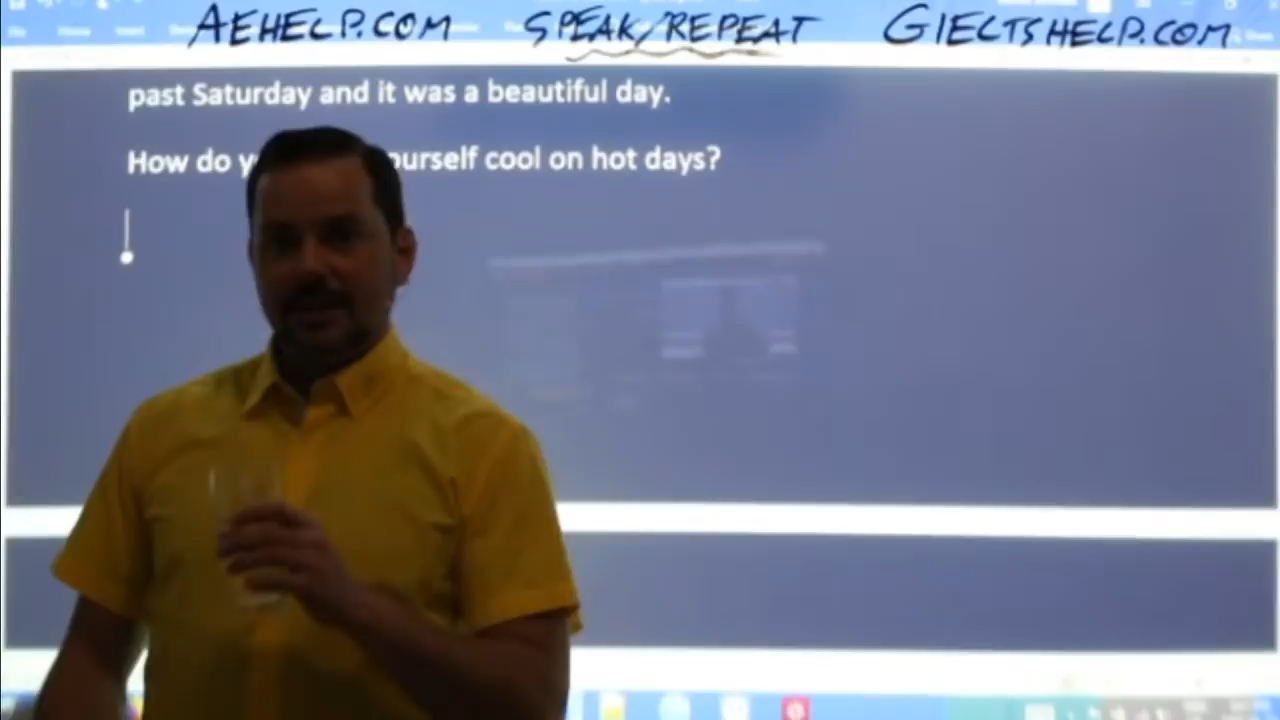 AEHELP.COM SPEAK/REPEAT GIELTSHELP.COM
past Saturday and it was a beautiful day.
How do y ourself cool on hot days?